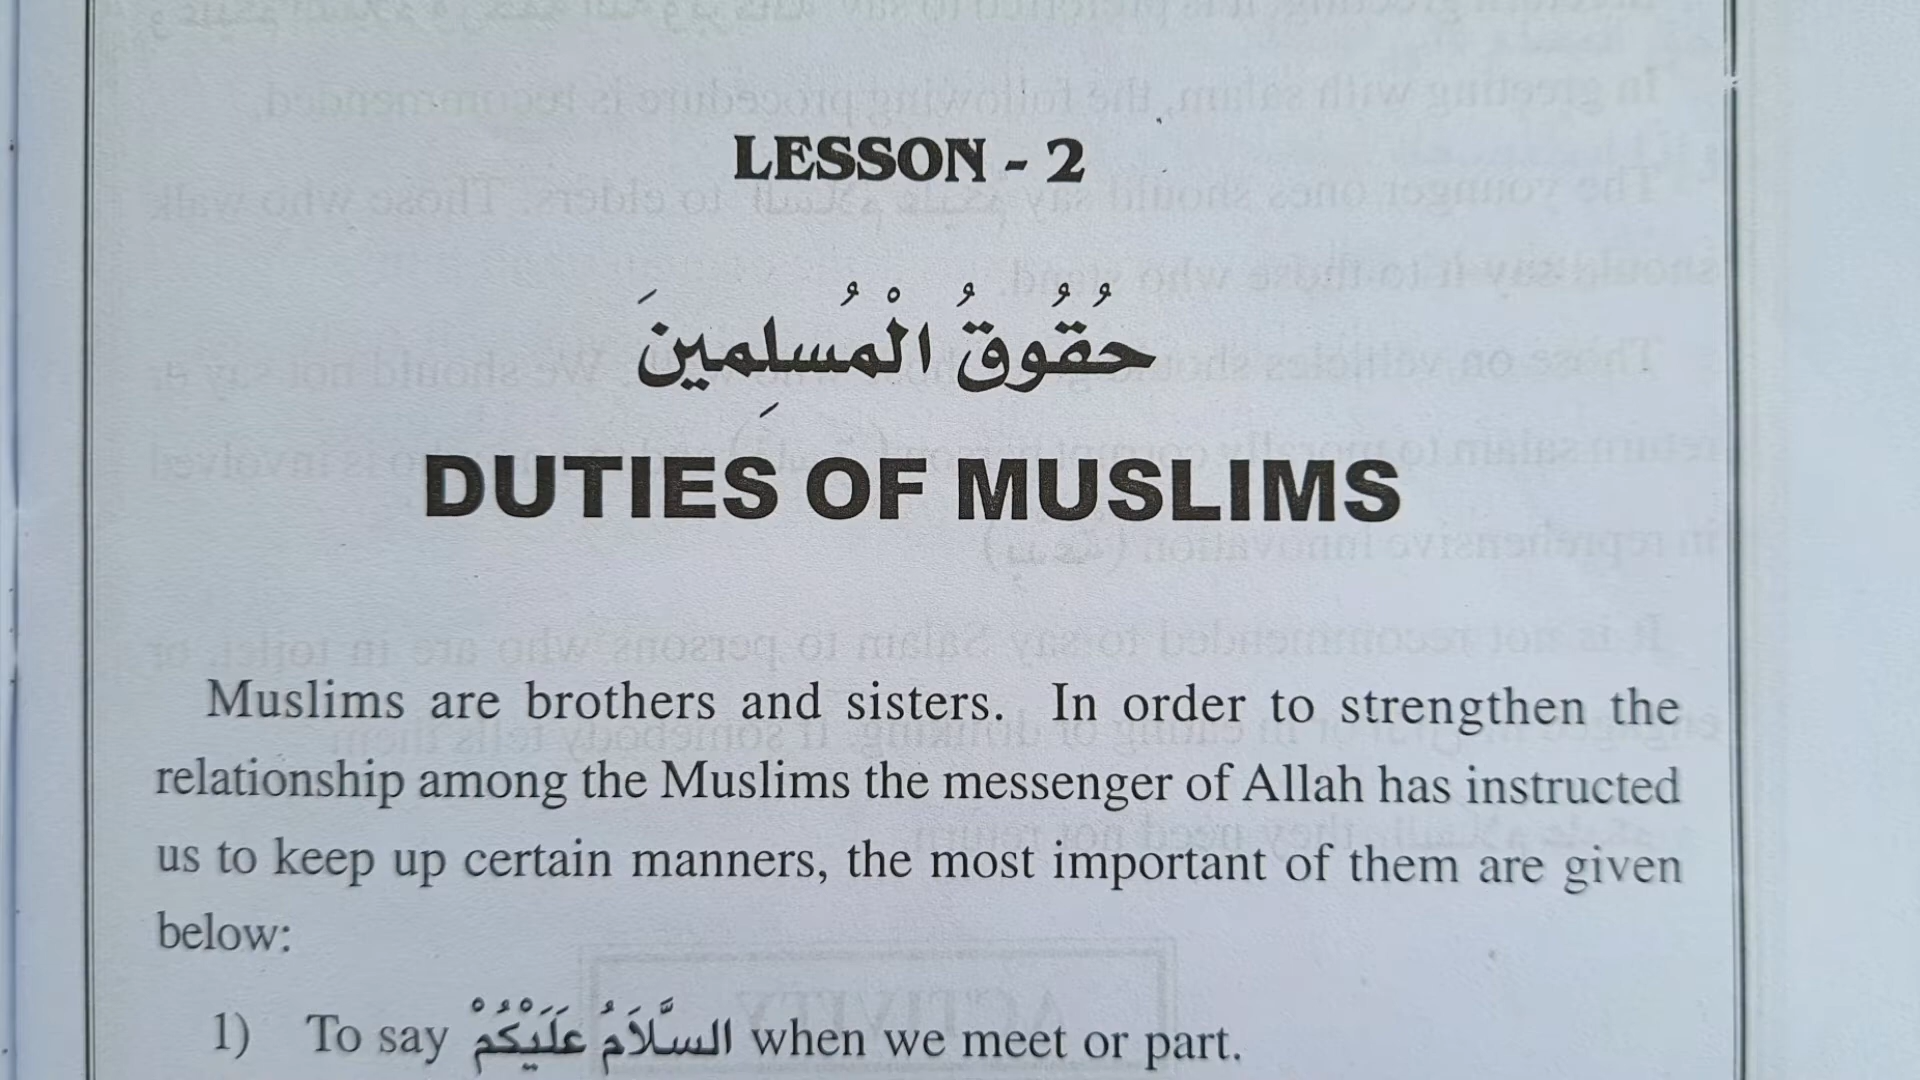 LESSON - 2
حُقُوقُ الْمُسلِمِينَ
DUTIES OF MUSLIMS
Muslims are brothers and sisters. In order to strengthen the
relationship among the Muslims the messenger of Allah has instructed
us to keep up certain manners, the most important of them are given
below:
1) To say السَّلَامُ عَلَيْكُمْ when we meet or part.